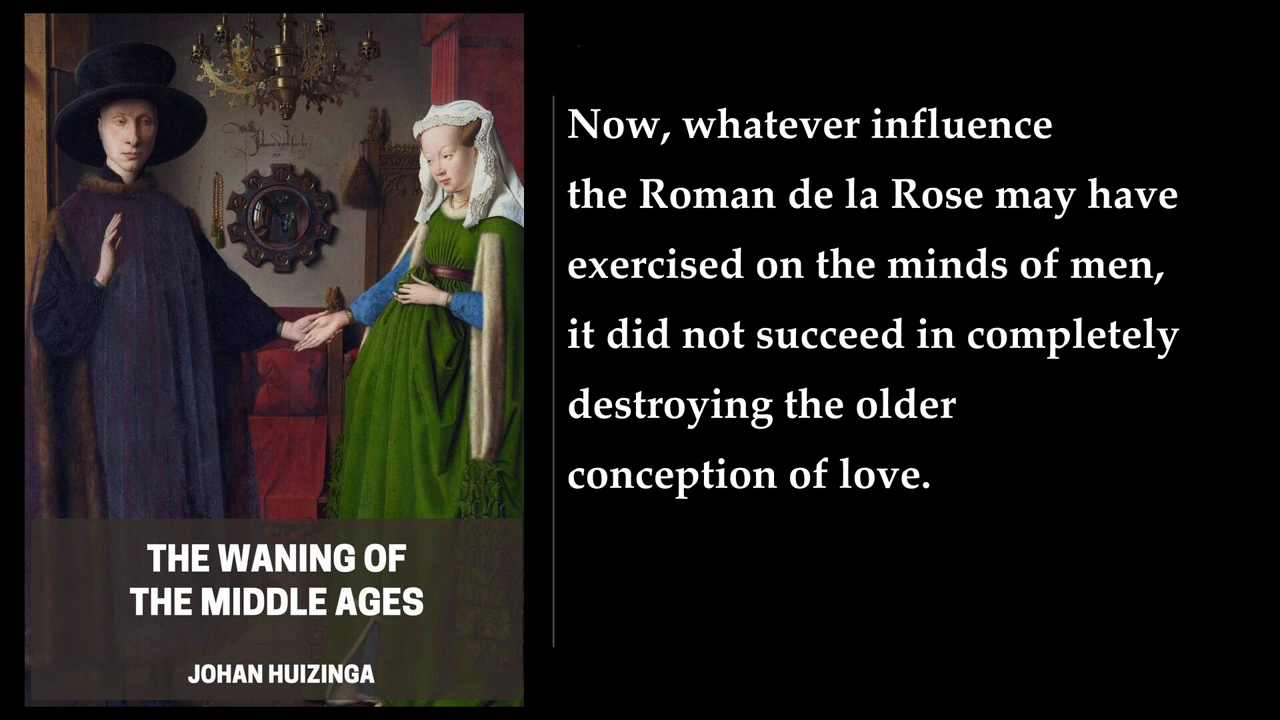 THE WANING OF
THE MIDDLE AGES
JOHAN HUIZINGA
Now, whatever influence
the Roman de la Rose may have
exercised on the minds of men,
it did not succeed in completely
destroying the older
conception of love.